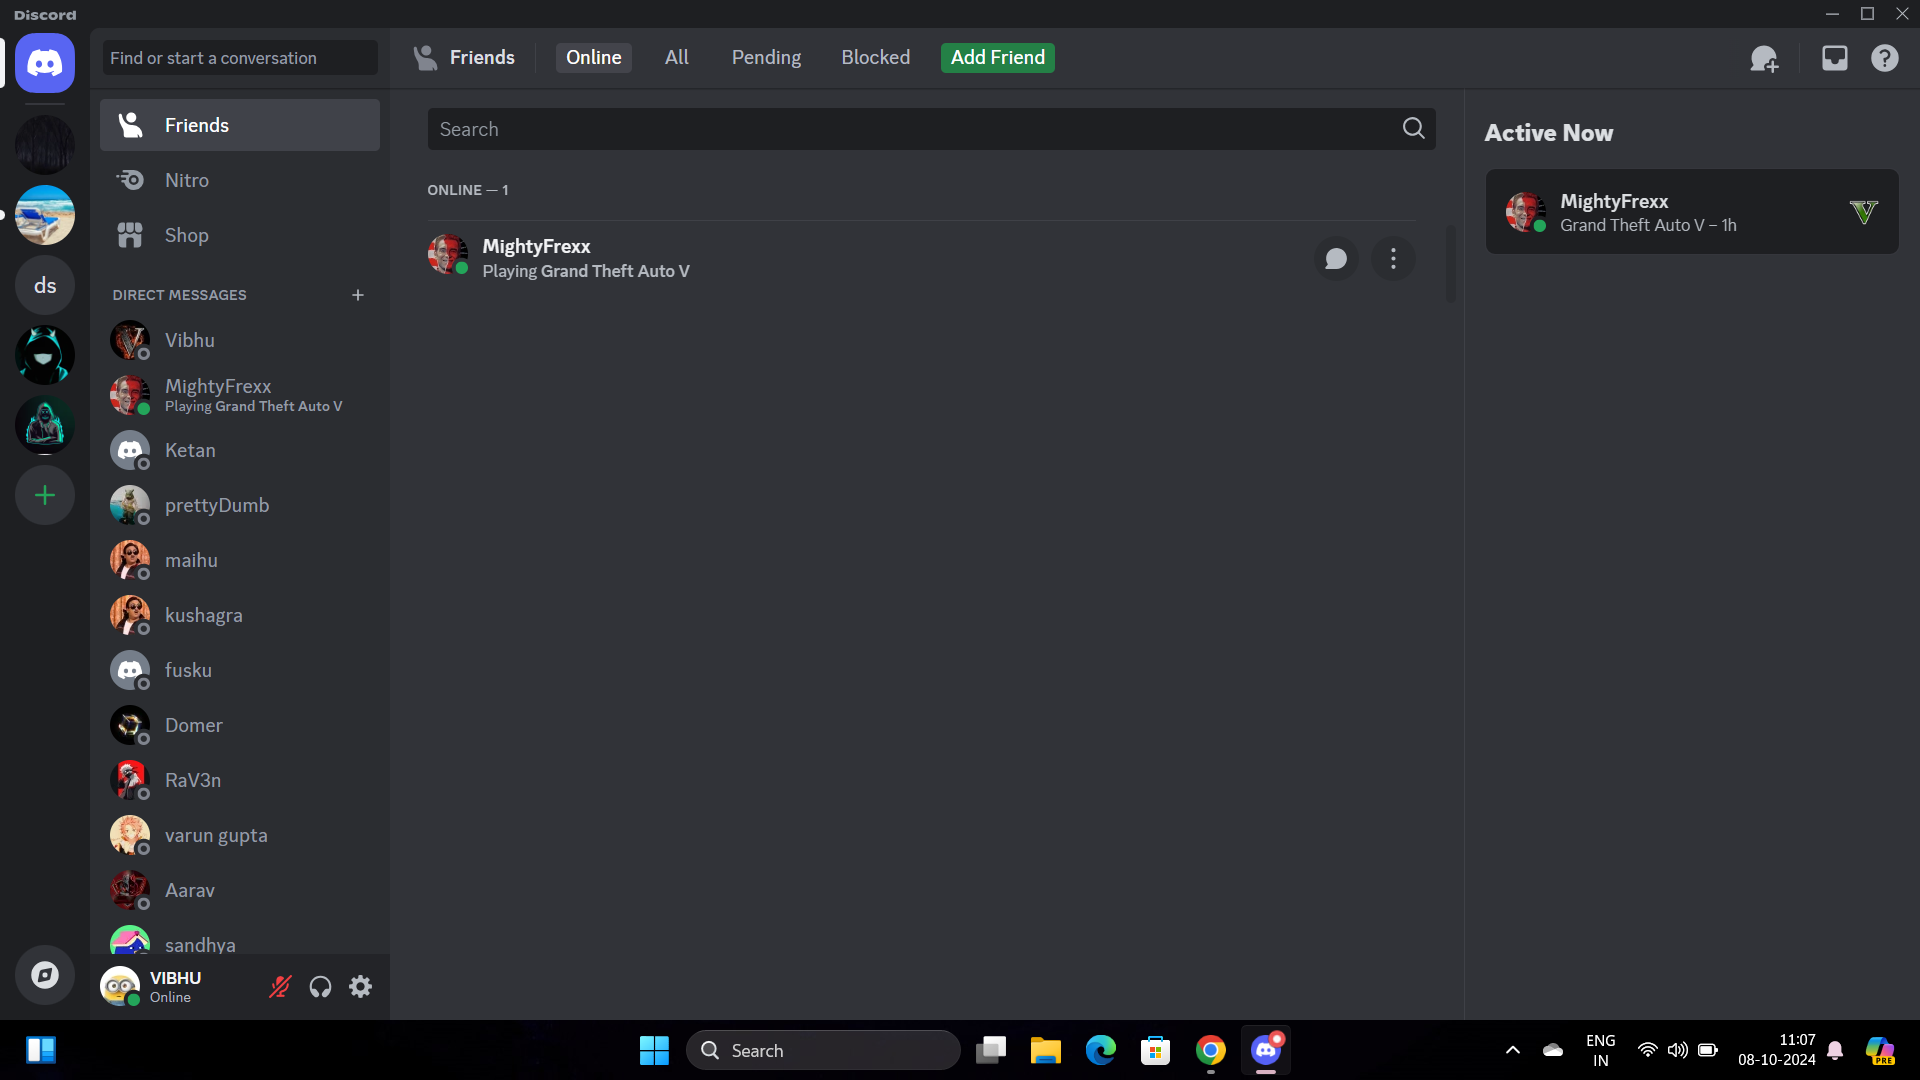 Discord
Find or start a conversation
Friends
Online
All
Pending
Blocked
Add Friend
Friends
Nitro
Shop
DIRECT MESSAGES
Vibhu
MightyFrexx
Playing Grand Theft Auto V
Ketan
prettyDumb
maihu
kushagra
fusku
Domer
RaV3n
varun gupta
Aarav
sandhya
ds
VIBHU
Online
Search
ONLINE — 1
MightyFrexx
Playing Grand Theft Auto V
Active Now
MightyFrexx
Grand Theft Auto V – 1h
Search
ENG
IN
11:07
08-10-2024
PRE